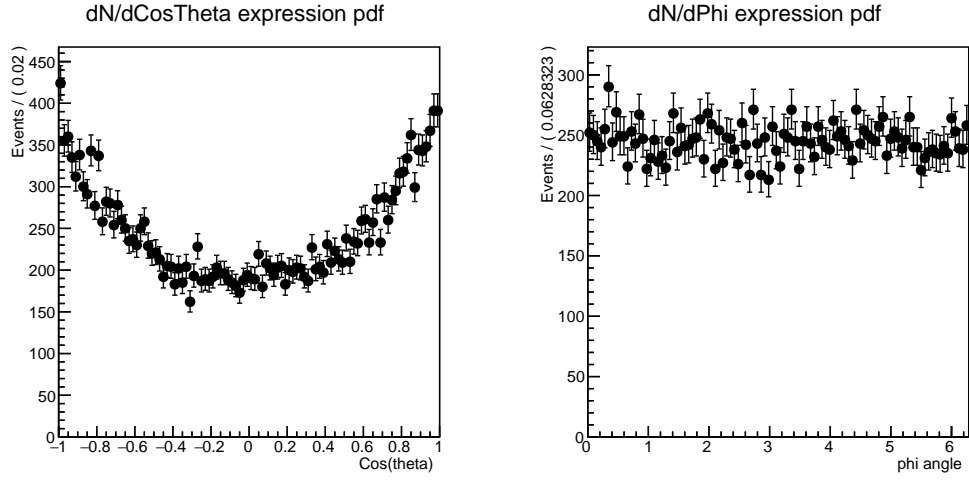 dN/dCosTheta expression pdf
Events / ( 0.02 )
450
400
350
300
250
200
150
100
50
0
−1 −0.8 −0.6 −0.4 −0.2 0 0.2 0.4 0.6 0.8 1
Cos(theta)
dN/dPhi expression pdf
Events / ( 0.0628323 )
300
250
200
150
100
50
0
0 1 2 3 4 5 6
phi angle